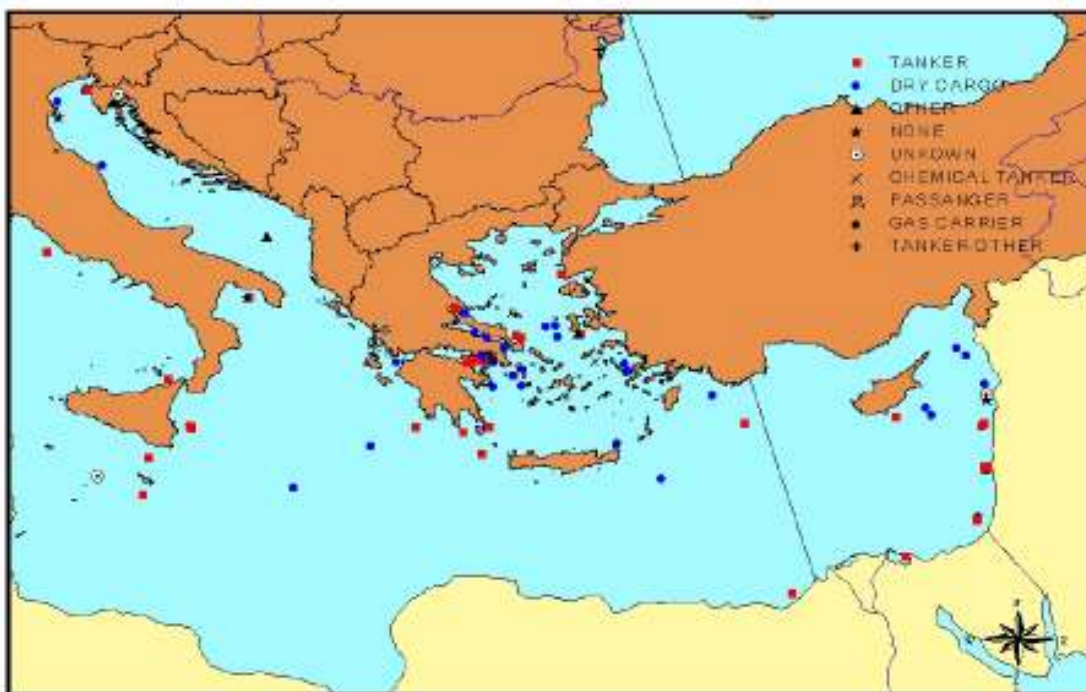 TANKER
DRY CARGO
OTHER
NONE
UNKOWN
CHEMICAL TANKER
PASSANGER
GAS CARRIER
TANKER OTHER